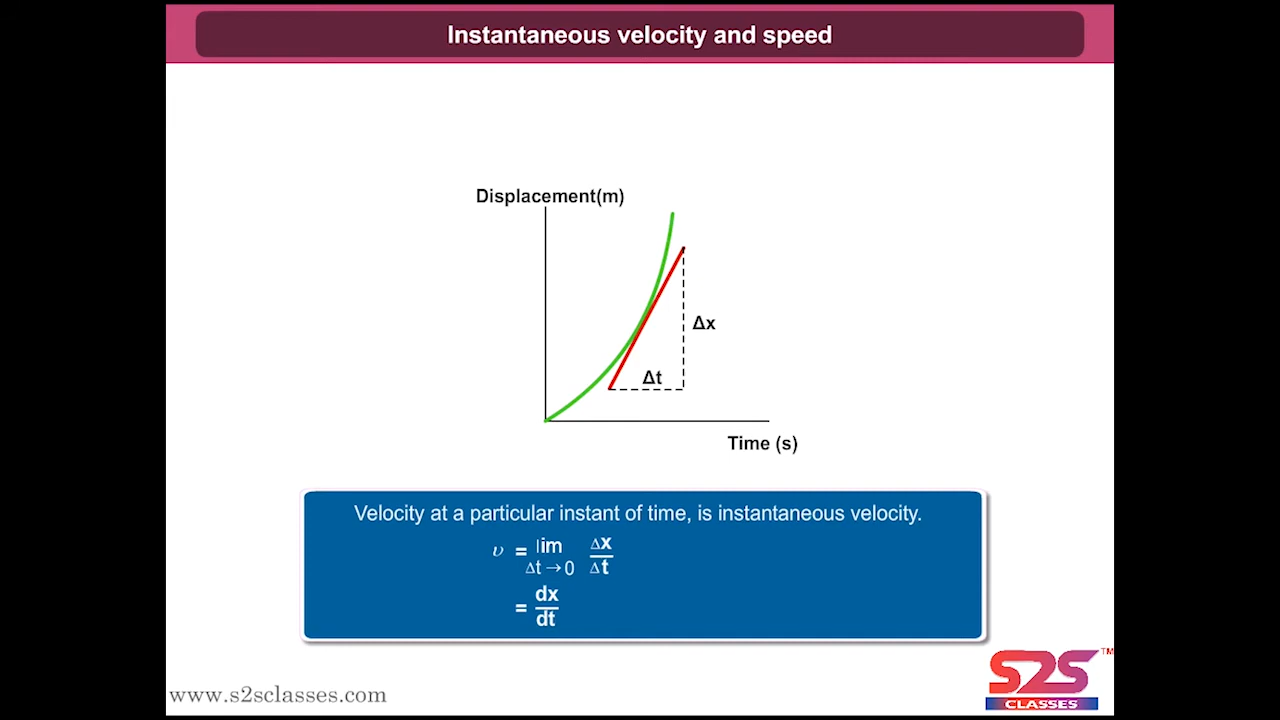 Instantaneous velocity and speed
Displacement(m)
Δx
Δt
Time (s)
Velocity at a particular instant of time, is instantaneous velocity.
υ = lim Δx
Δt → 0 Δt
= dx
dt
www.s2sclasses.com
S2S TM
CLASSES